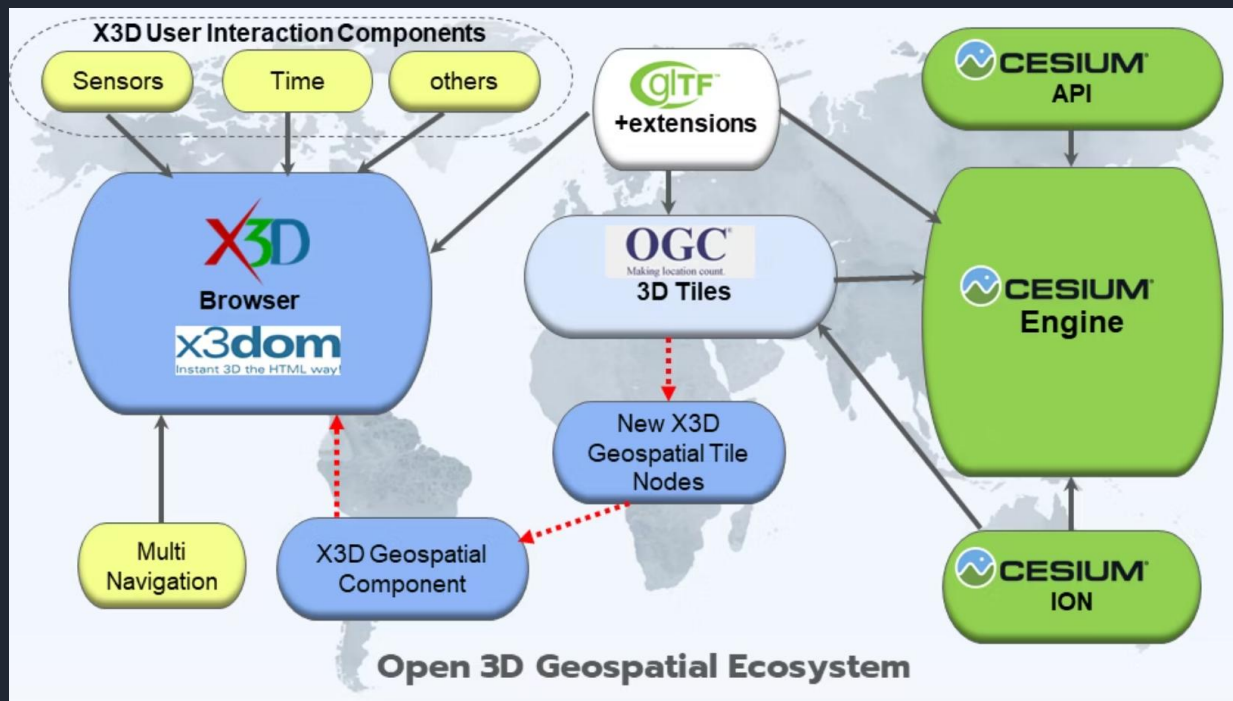 X3D User Interaction Components
Sensors
Time
others
glTF™
+extensions
CESIUM®
API
X3D
Browser
x3dom
Instant 3D the HTML way!
OGC®
Making location count.
3D Tiles
CESIUM®
Engine
New X3D
Geospatial Tile
Nodes
Multi
Navigation
X3D Geospatial
Component
CESIUM®
ION
Open 3D Geospatial Ecosystem